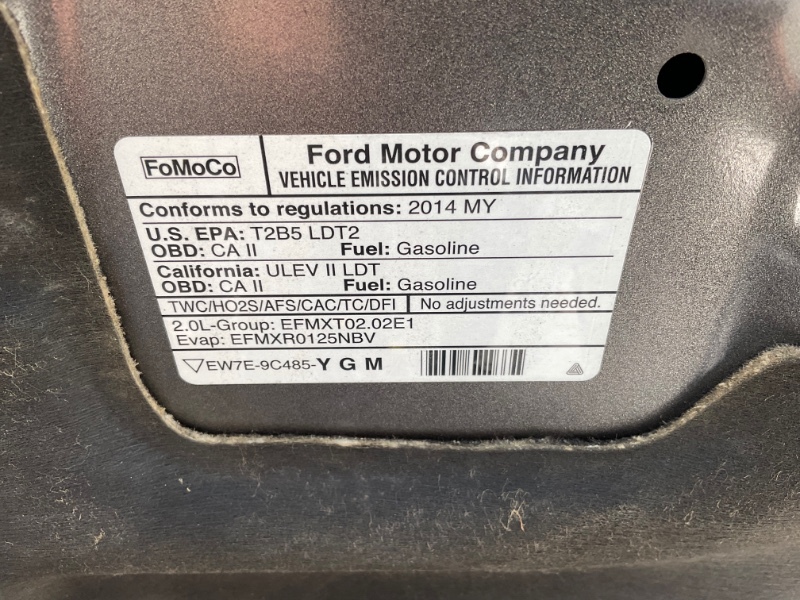 FoMoCo
Ford Motor Company
VEHICLE EMISSION CONTROL INFORMATION
Conforms to regulations: 2014 MY
U.S. EPA: T2B5 LDT2
OBD: CA II Fuel: Gasoline
California: ULEV II LDT
OBD: CA II Fuel: Gasoline
TWC/HO2S/AFS/CAC/TC/DFI No adjustments needed.
2.0L-Group: EFMXT02.02E1
Evap: EFMXR0125NBV
EW7E-9C485-Y G M